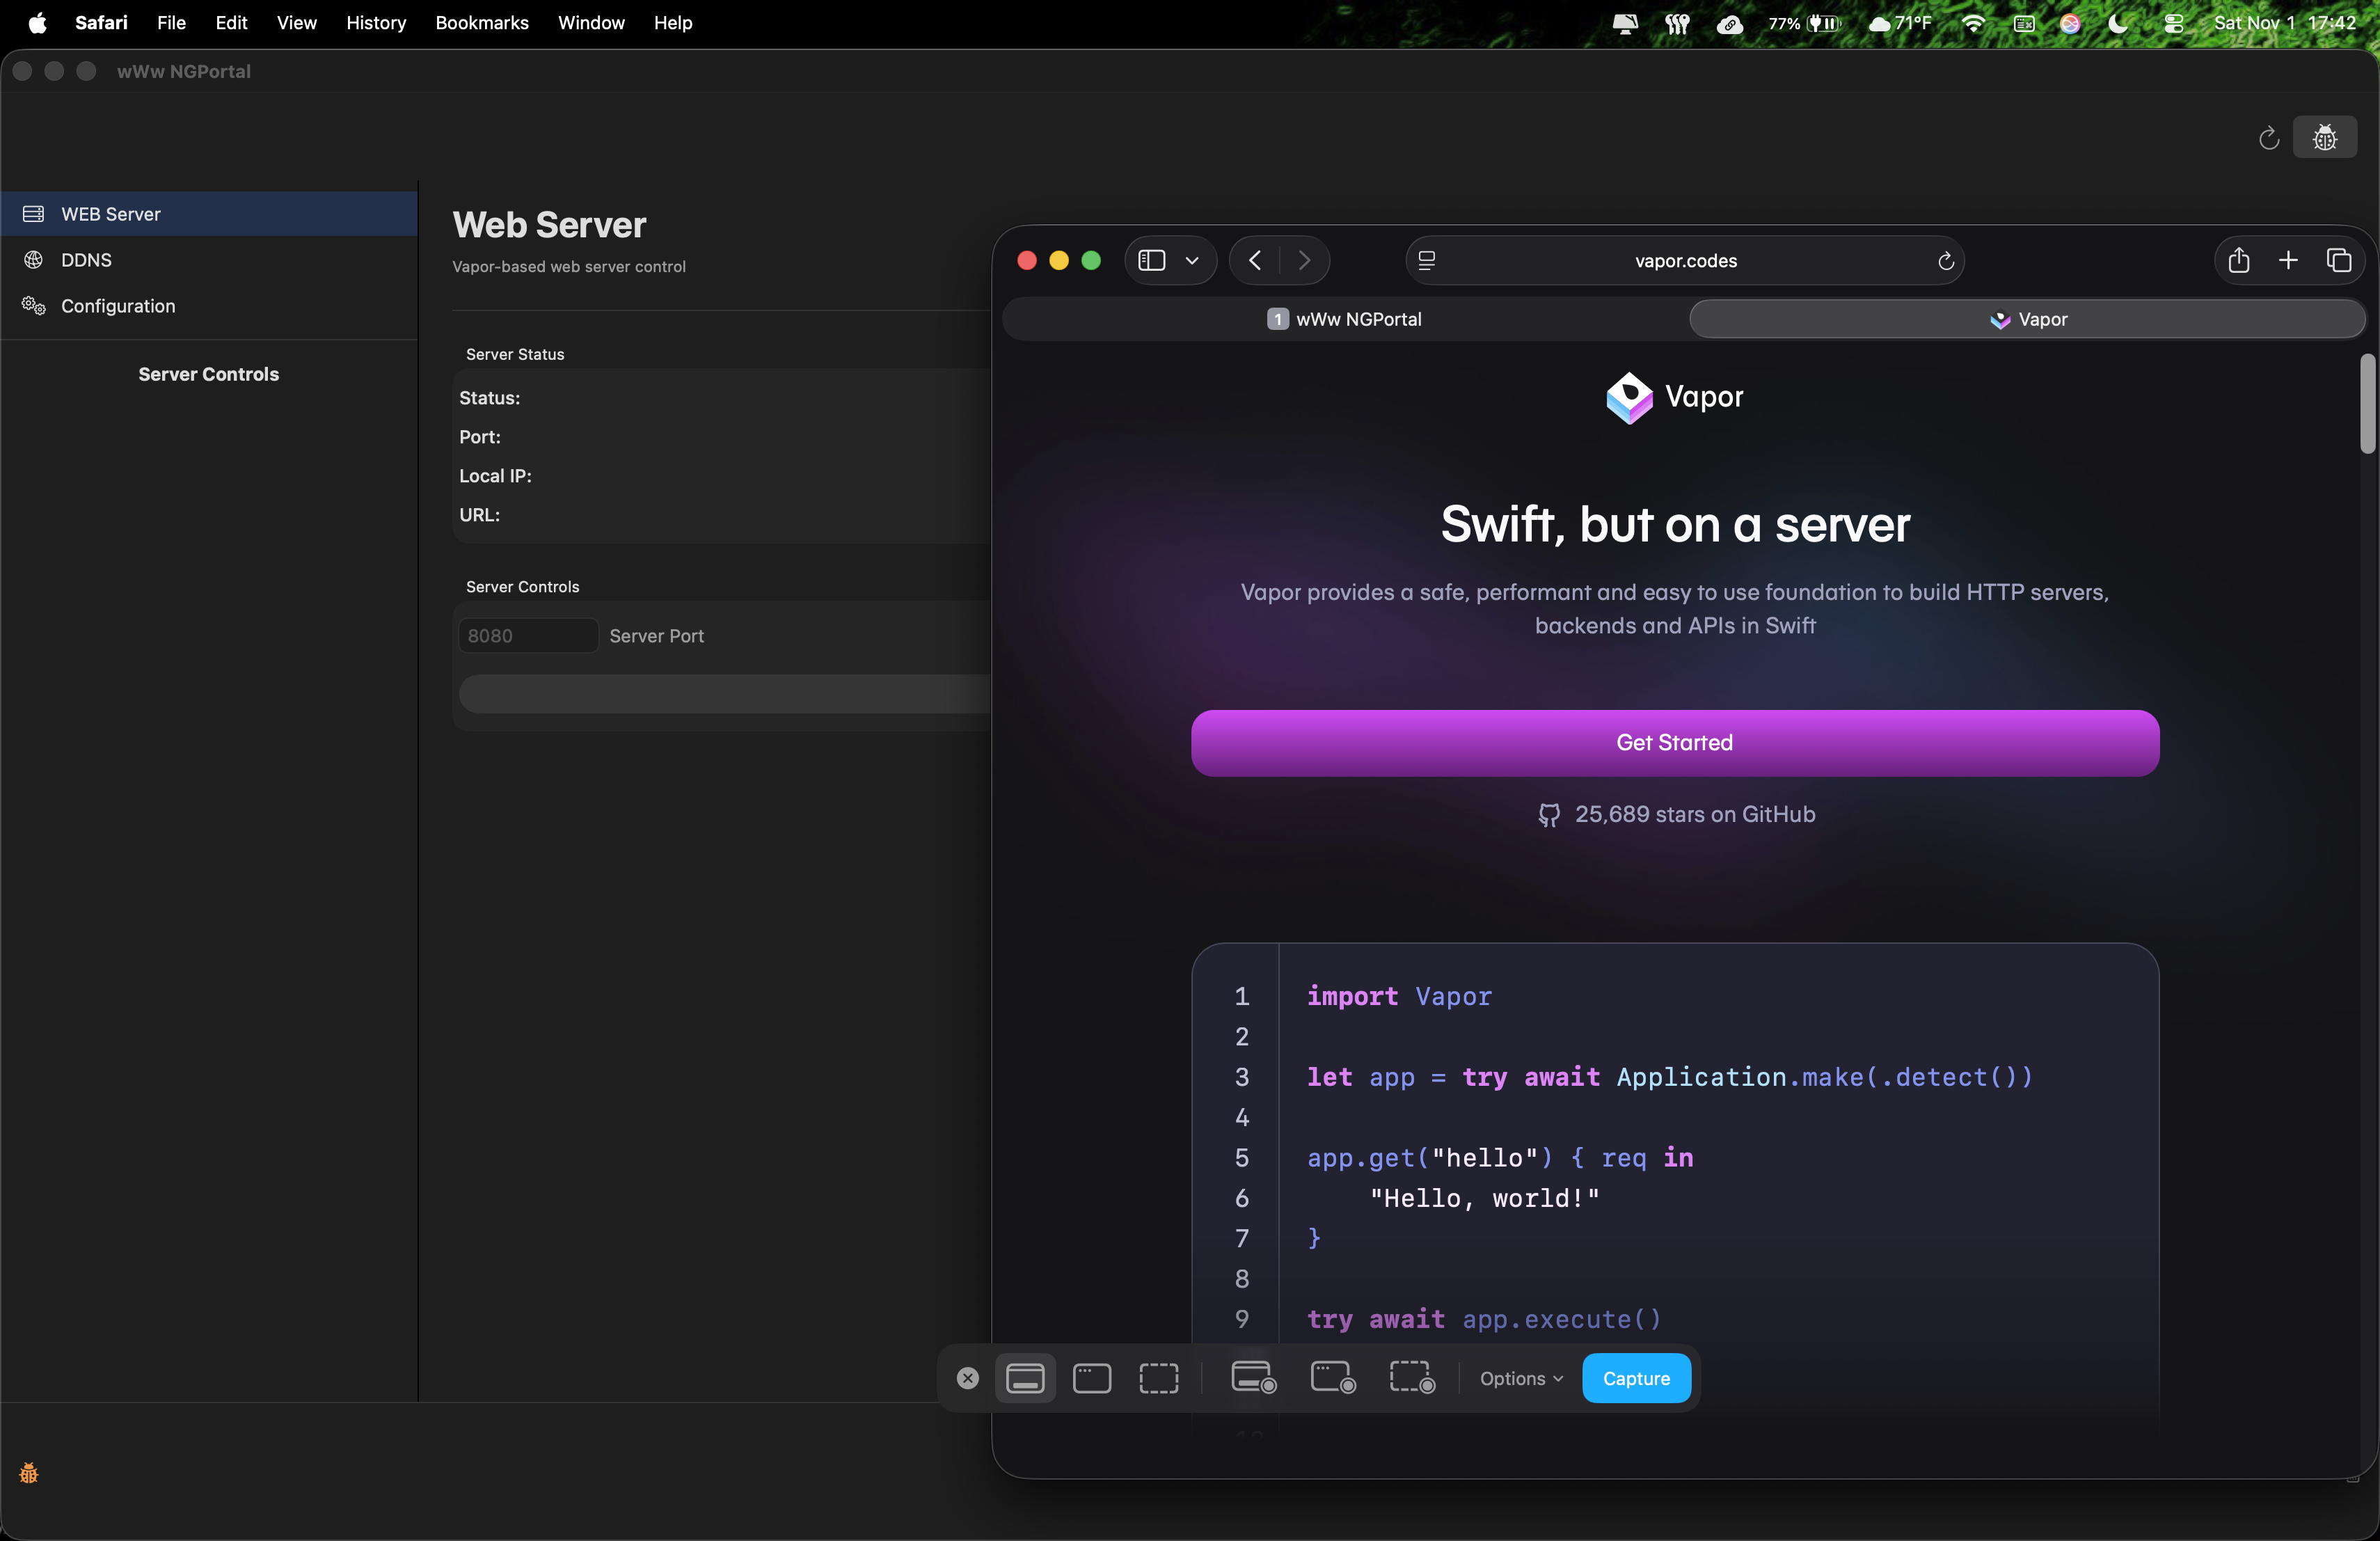 Safari File Edit View History Bookmarks Window Help 77% 71°F Sat Nov 1 17:42
wWw NGPortal
WEB Server
DDNS
Configuration
Server Controls
Web Server
Vapor-based web server control
Server Status
Status:
Port:
Local IP:
URL:
Server Controls
8080 Server Port
vapor.codes
1 wWw NGPortal
Vapor
Vapor
Swift, but on a server
Vapor provides a safe, performant and easy to use foundation to build HTTP servers,
backends and APIs in Swift
Get Started
25,689 stars on GitHub
1 import Vapor
2
3 let app = try await Application.make(.detect())
4
5 app.get("hello") { req in
6 "Hello, world!"
7 }
8
9 try await app.execute()
10
Options Capture